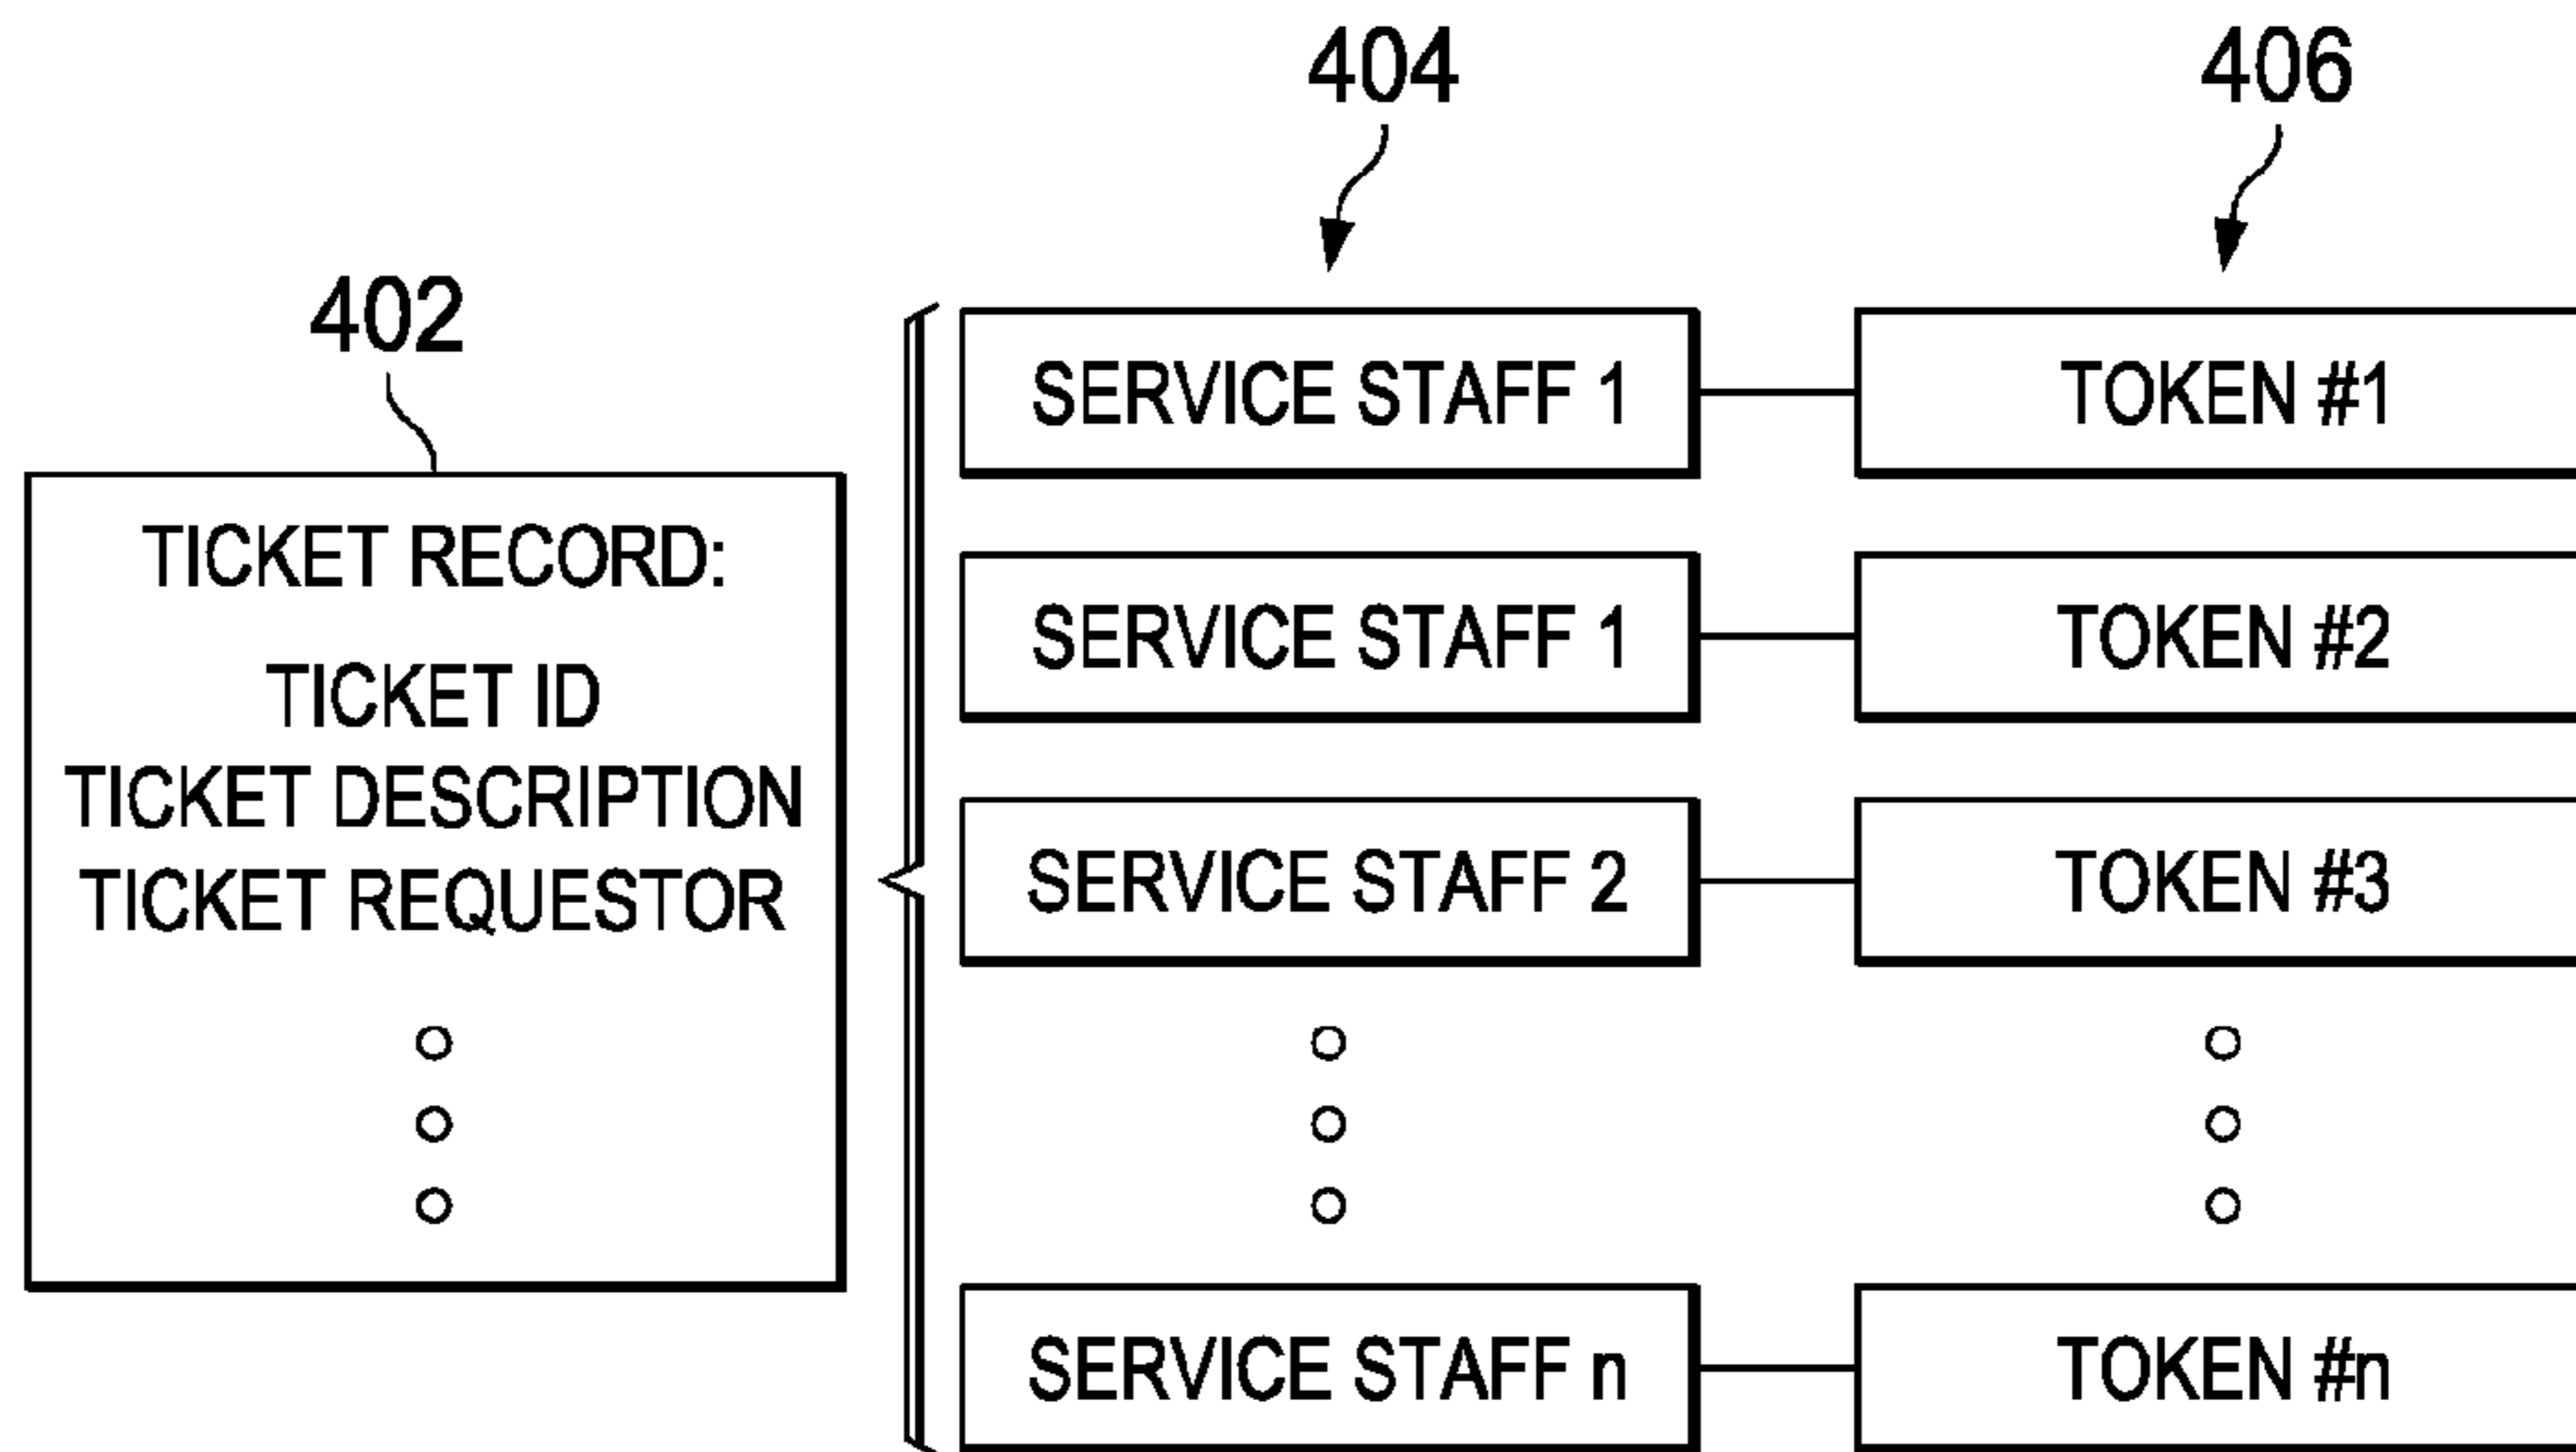 404
406
402
SERVICE STAFF 1
TOKEN #1
TICKET RECORD:
SERVICE STAFF 1
TOKEN #2
TICKET ID
TICKET DESCRIPTION
TICKET REQUESTOR
SERVICE STAFF 2
TOKEN #3
SERVICE STAFF n
TOKEN #n